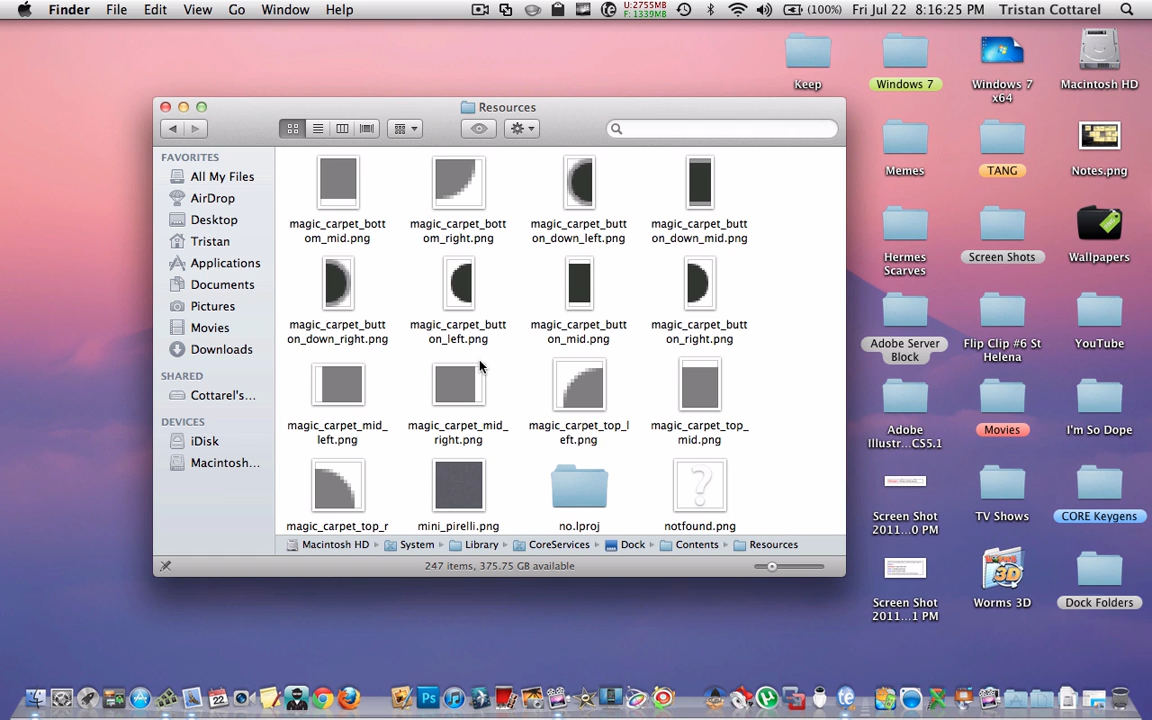 Finder File Edit View Go Window Help
U:2755MB
F:1339MB
(100%) Fri Jul 22 8:16:25 PM Tristan Cottarel
Resources
FAVORITES
All My Files
AirDrop
Desktop
Tristan
Applications
Documents
Pictures
Movies
Downloads
SHARED
Cottarel's...
DEVICES
iDisk
Macintosh...
magic_carpet_bott
om_mid.png
magic_carpet_bott
om_right.png
magic_carpet_butt
on_down_left.png
magic_carpet_butt
on_down_mid.png
magic_carpet_butt
on_down_right.png
magic_carpet_butt
on_left.png
magic_carpet_butt
on_mid.png
magic_carpet_butt
on_right.png
magic_carpet_mid_
left.png
magic_carpet_mid_
right.png
magic_carpet_top_l
eft.png
magic_carpet_top_
mid.png
magic_carpet_top_r
mini_pirelli.png
no.lproj
notfound.png
Macintosh HD System Library CoreServices Dock Contents Resources
247 items, 375.75 GB available
Keep
Windows 7
Windows 7
x64
Macintosh HD
Memes
TANG
Notes.png
Hermes
Scarves
Screen Shots
Wallpapers
Adobe Server
Block
Flip Clip #6 St
Helena
YouTube
Adobe
Illustr...CS5.1
Movies
I'm So Dope
Screen Shot
2011...0 PM
TV Shows
CORE Keygens
Screen Shot
2011...1 PM
Worms 3D
Dock Folders
22
Ps